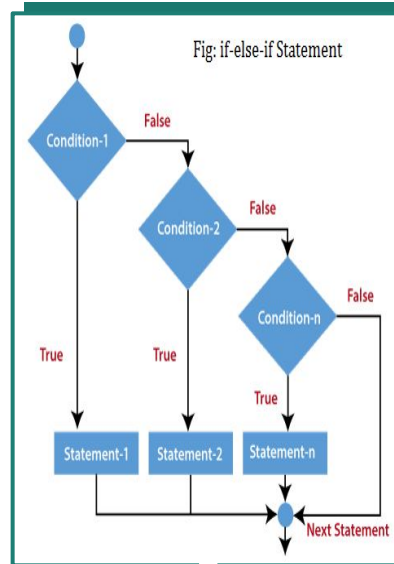 Fig: if-else-if Statement
Condition-1
False
Condition-2
False
Condition-n
False
True
True
True
Statement-1
Statement-2
Statement-n
Next Statement